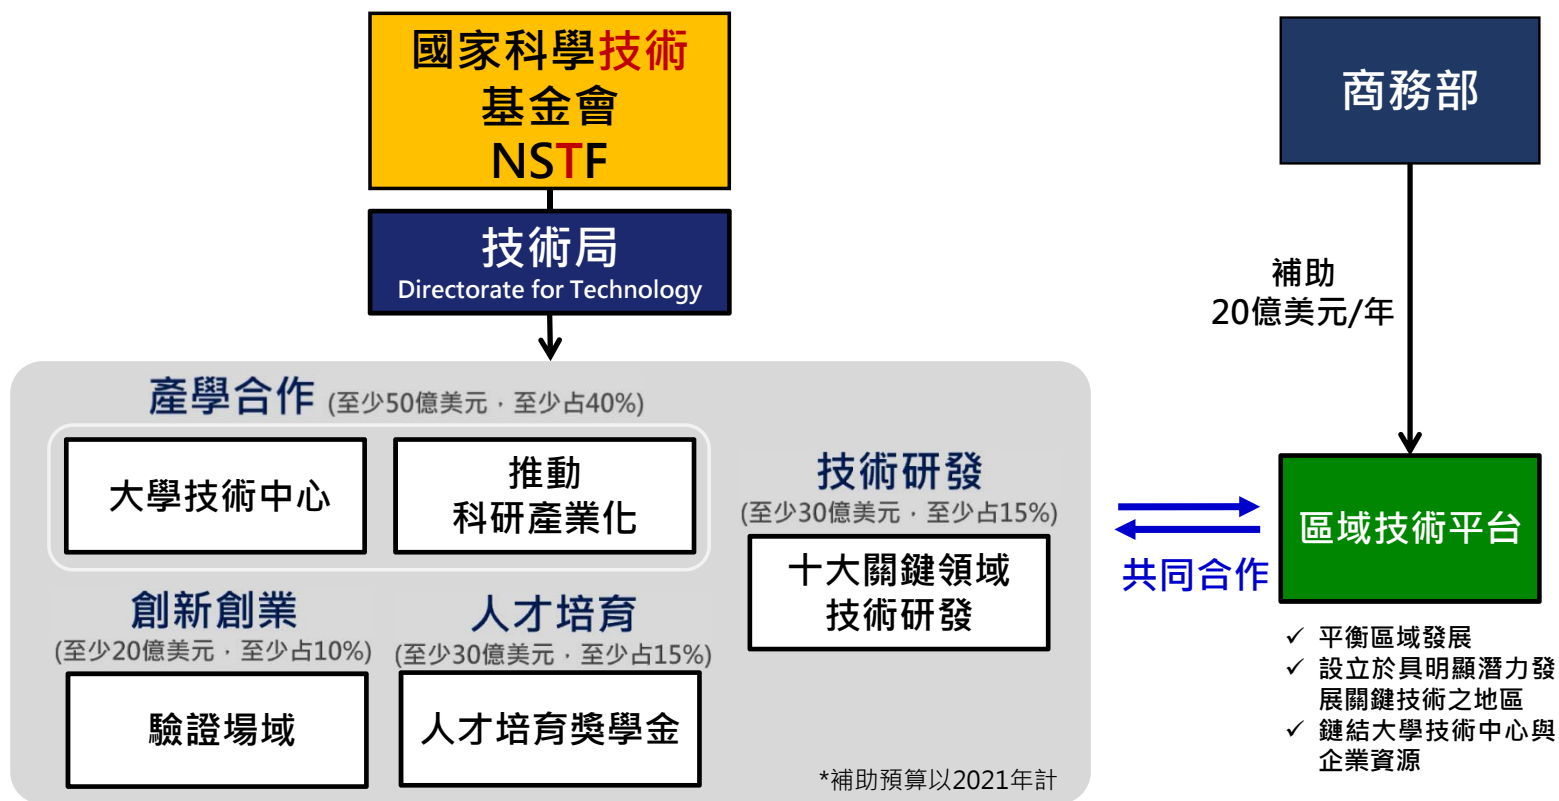 國家科學技術
基金會
NSTF
技術局
Directorate for Technology
產學合作 (至少50億美元，至少占40%)
大學技術中心
推動
科研產業化
創新創業
(至少20億美元，至少占10%)
驗證場域
人才培育
(至少30億美元，至少占15%)
人才培育獎學金
技術研發
(至少30億美元，至少占15%)
十大關鍵領域
技術研發
*補助預算以2021年計
共同合作
商務部
補助
20億美元/年
區域技術平台
✓ 平衡區域發展
✓ 設立於具明顯潛力發
展關鍵技術之地區
✓ 鏈結大學技術中心與
企業資源